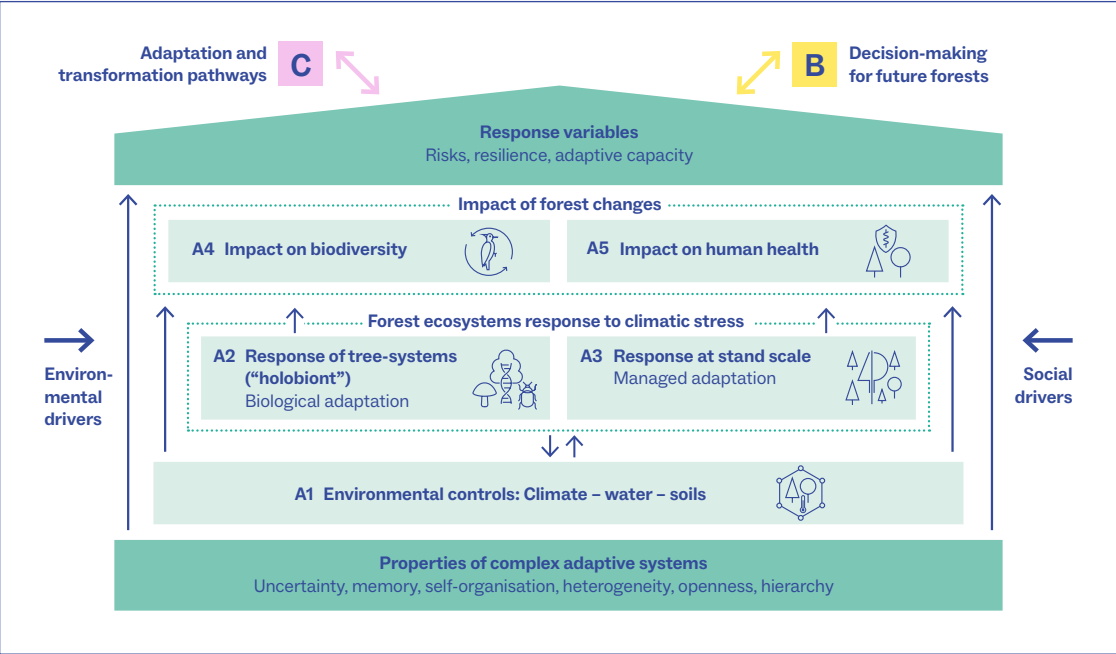 Adaptation and
transformation pathways
C
B
Decision-making
for future forests
Response variables
Risks, resilience, adaptive capacity
Impact of forest changes
A4 Impact on biodiversity
A5 Impact on human health
Forest ecosystems response to climatic stress
A2 Response of tree-systems
(“holobiont”)
Biological adaptation
A3 Response at stand scale
Managed adaptation
Environ-
mental
drivers
Social
drivers
A1 Environmental controls: Climate – water – soils
Properties of complex adaptive systems
Uncertainty, memory, self-organisation, heterogeneity, openness, hierarchy